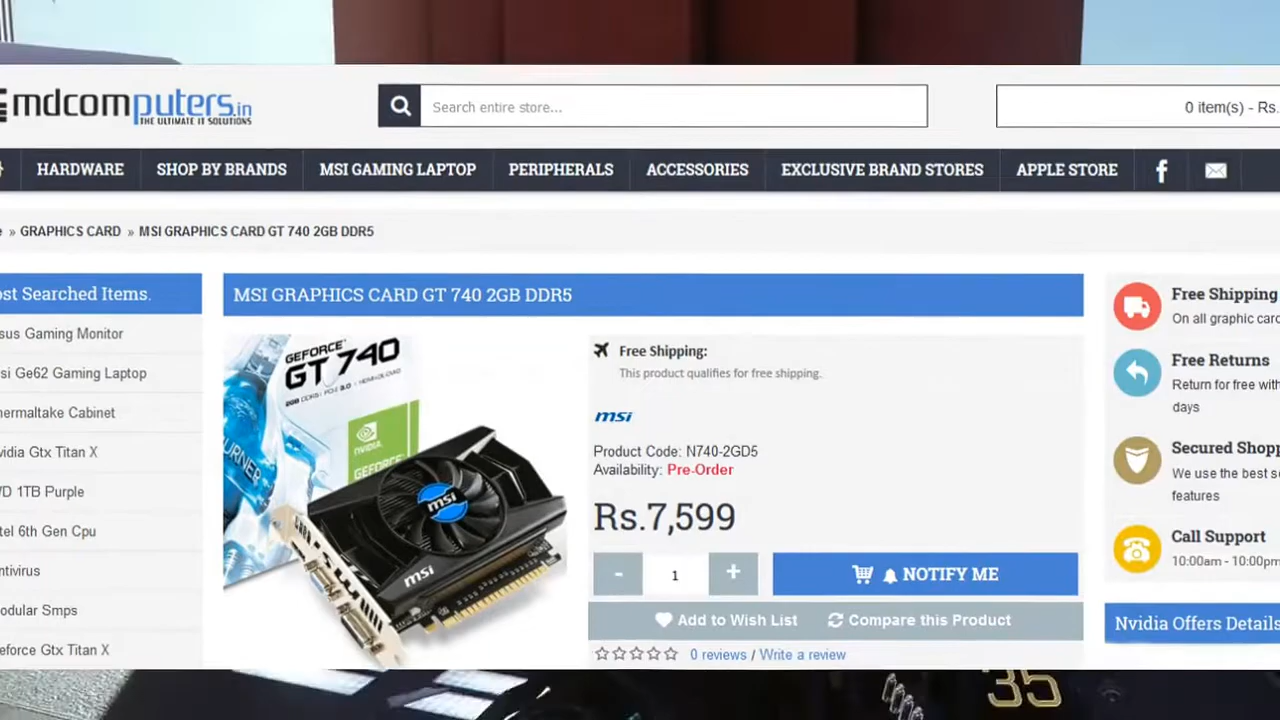 mdcomputers.in
THE ULTIMATE IT SOLUTIONS
Search entire store...
0 item(s) - Rs.
HARDWARE SHOP BY BRANDS MSI GAMING LAPTOP PERIPHERALS ACCESSORIES EXCLUSIVE BRAND STORES APPLE STORE f
e » GRAPHICS CARD » MSI GRAPHICS CARD GT 740 2GB DDR5
ost Searched Items.
sus Gaming Monitor
si Ge62 Gaming Laptop
hermaltake Cabinet
vidia Gtx Titan X
D 1TB Purple
tel 6th Gen Cpu
ntivirus
odular Smps
eforce Gtx Titan X
MSI GRAPHICS CARD GT 740 2GB DDR5
GEFORCE
GT 740
NVIDIA
GEFORCE
msi
msi
Free Shipping:
This product qualifies for free shipping.
msi
Product Code: N740-2GD5
Availability: Pre-Order
Rs.7,599
- 1 + NOTIFY ME
Add to Wish List Compare this Product
0 reviews / Write a review
Free Shipping
On all graphic card
Free Returns
Return for free with
days
Secured Shopp
We use the best se
features
Call Support
10:00am - 10:00pm
Nvidia Offers Details
35